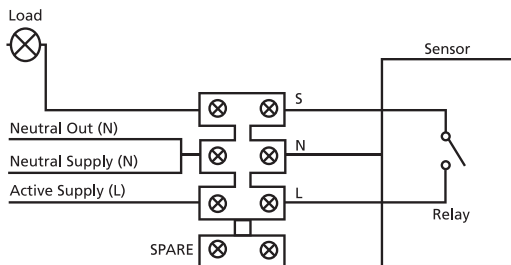 Load
Sensor
S
Neutral Out (N)
N
Neutral Supply (N)
Active Supply (L)
L
Relay
SPARE